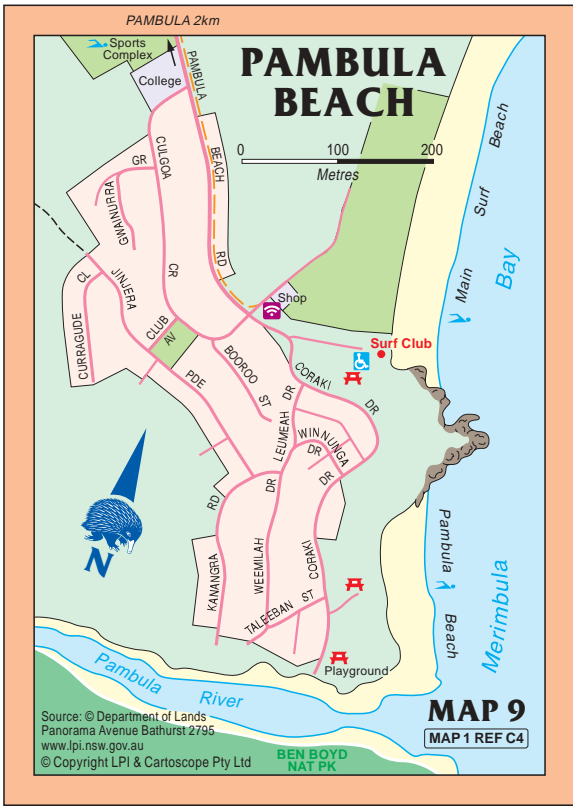 PAMBULA 2km
Sports
Complex
College
PAMBULA
BEACH
PAMBULA
BEACH
RD
0 100 200
Metres
CULGOA
CR
GR
GWAINURRA
CL
CURRAGUDE
JINJERA
PDE
CLUB
AV
BOOROO
ST
Shop
Surf Club
CORAKI
DR
DR
LEUMEAH
DR
WINNUNGA
DR
DR
RD
KANANGRA
WEEMILAH
CORAKI
TALEEBAN ST
Playground
Main Surf Beach
Bay
Merimbula
Pambula
Beach
N
Pambula River
Source: © Department of Lands
Panorama Avenue Bathurst 2795
www.lpi.nsw.gov.au
© Copyright LPI & Cartoscope Pty Ltd
BEN BOYD
NAT PK
MAP 9
MAP 1 REF C4